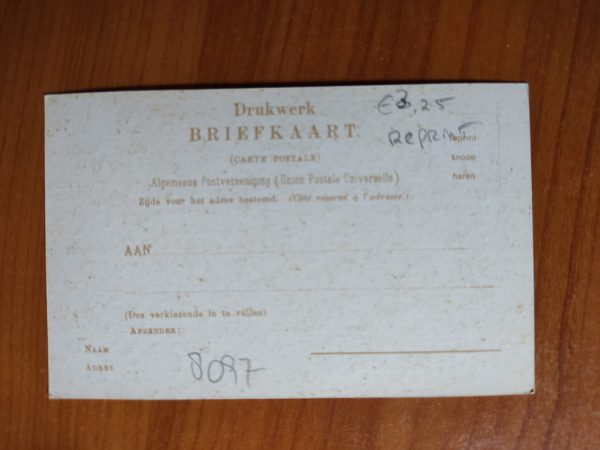 Drukwerk
€3,25
BRIEFKAART.
Reprint
reprint
(CARTE POSTALE)
knoop
Algemeene Postvereeniging (Union Postale Universelle)
haren
Zijde voor het adres bestemd. (Côté réservé à l'adresse.)
AAN
(Des verkiezende in te vullen)
AFZENDER:
NAAM
ADRES
8097